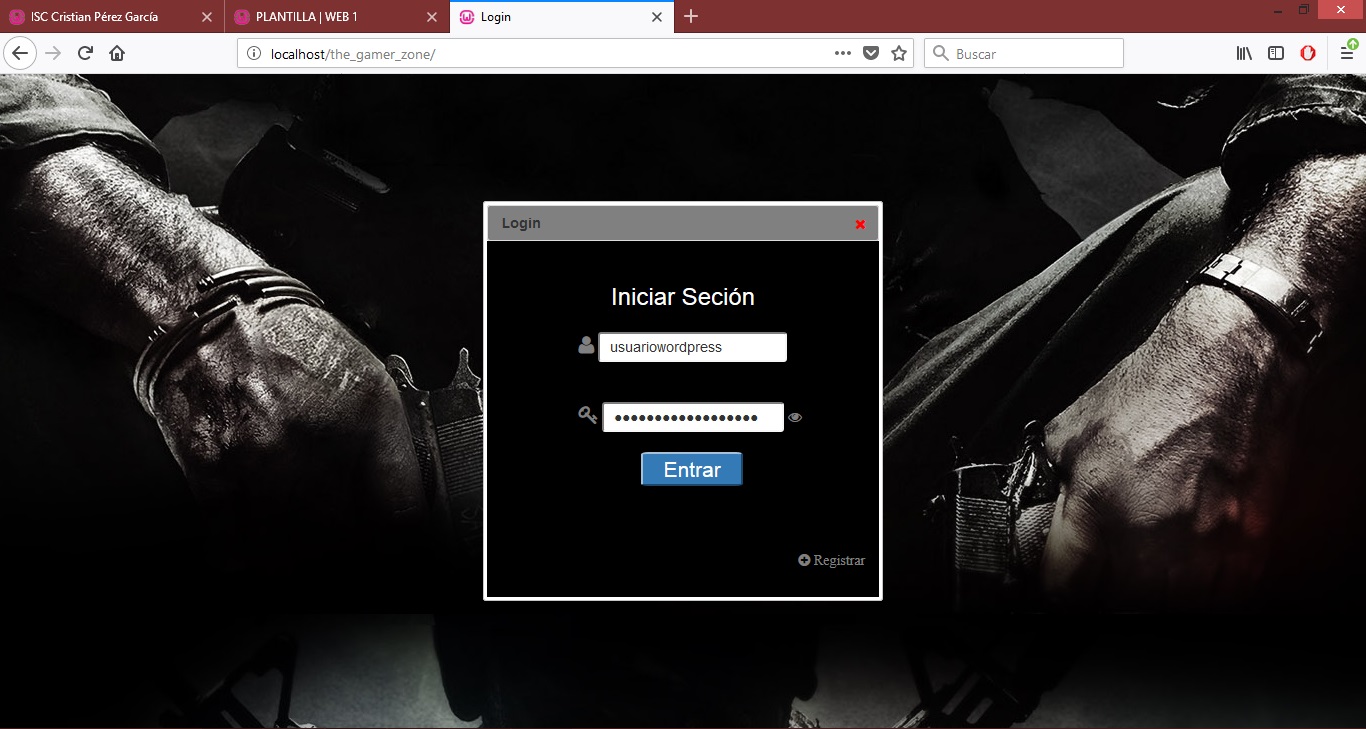 ISC Cristian Pérez García
PLANTILLA | WEB 1
Login
localhost/the_gamer_zone/
Buscar
Login
Iniciar Seción
usuariowordpress
••••••••••••••••••
Entrar
Registrar